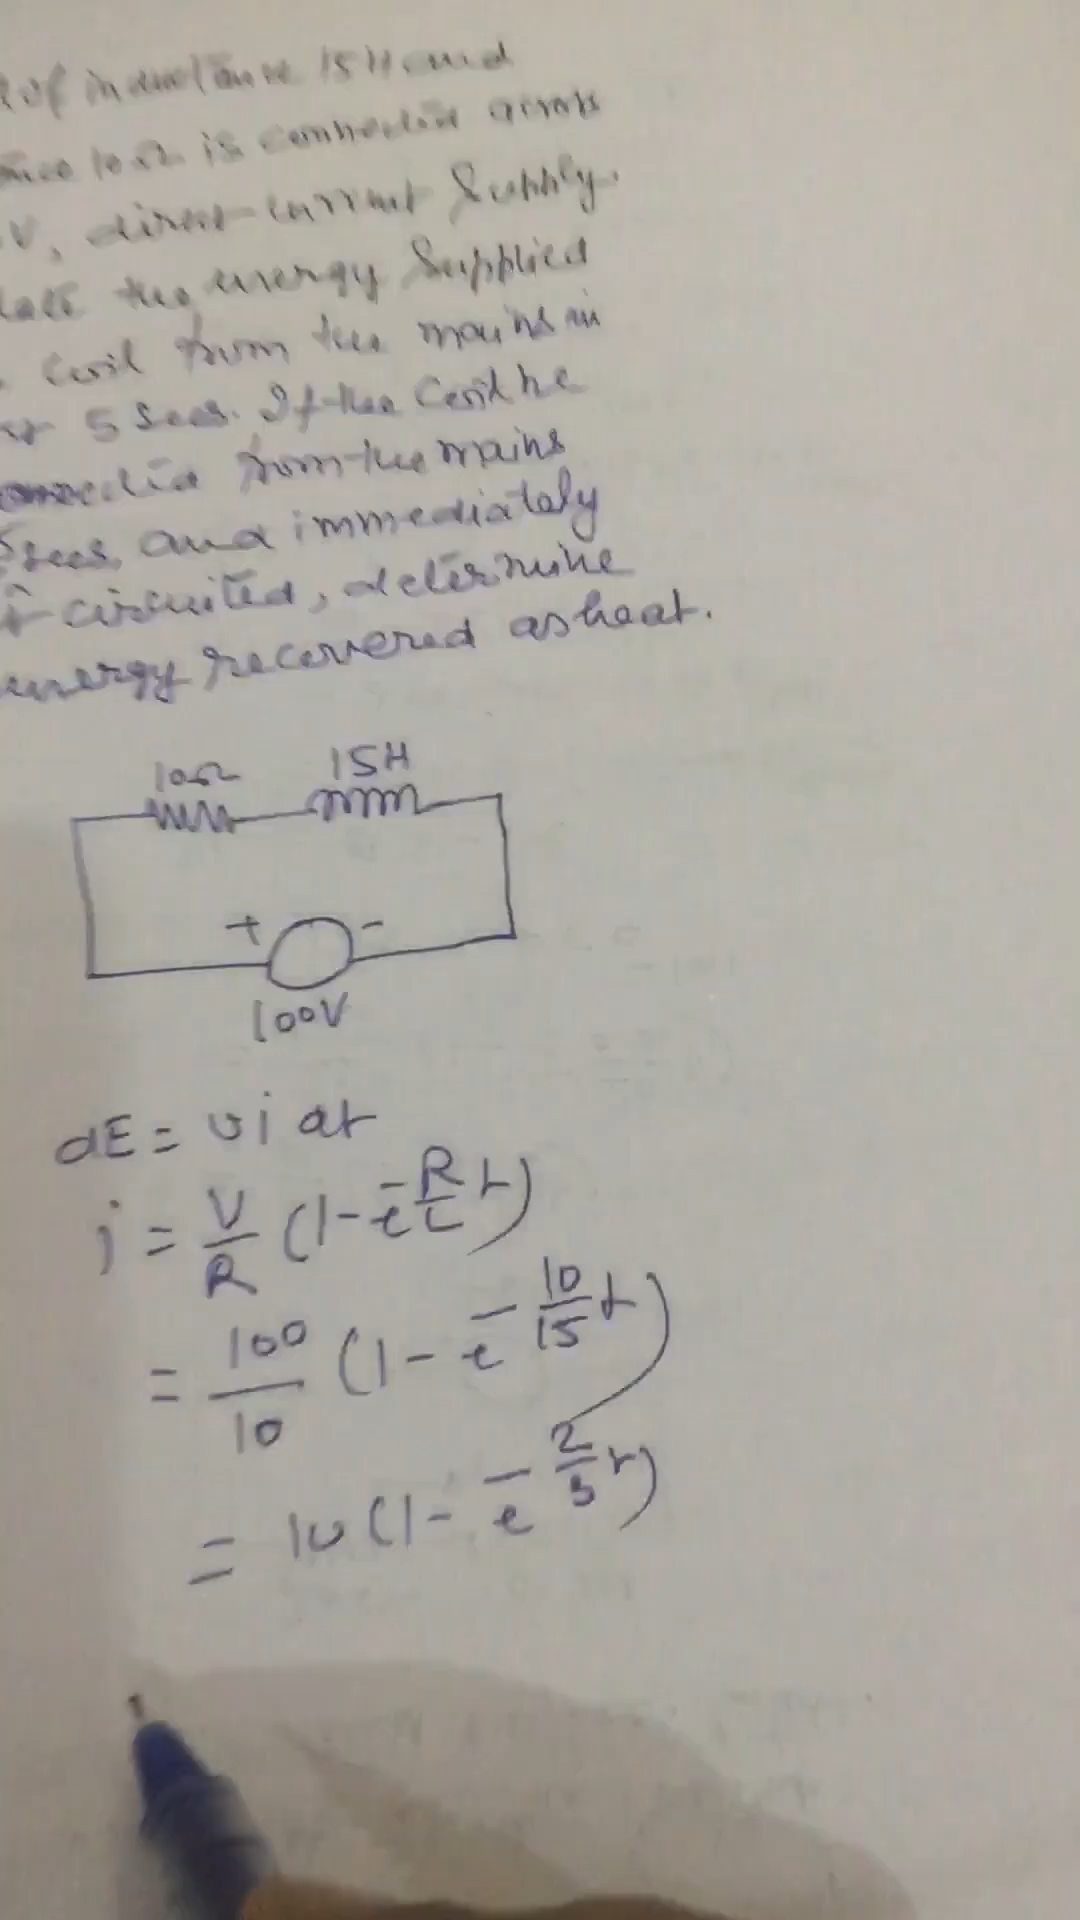 of inductance 15H and
10Ω is connected across
V, direct-current Supply.
the energy Supplied
Coil from the mains in
5 Secs. If the Coil be
from the mains
secs, and immediately
circuited, determine
energy recovered as heat.
10Ω 15H
+ -
100V
dE = vi dt
i = V/R (1 - e^-R/L t)
= 100/10 (1 - e^-10/15 t)
= 10 (1 - e^-2/3 t)